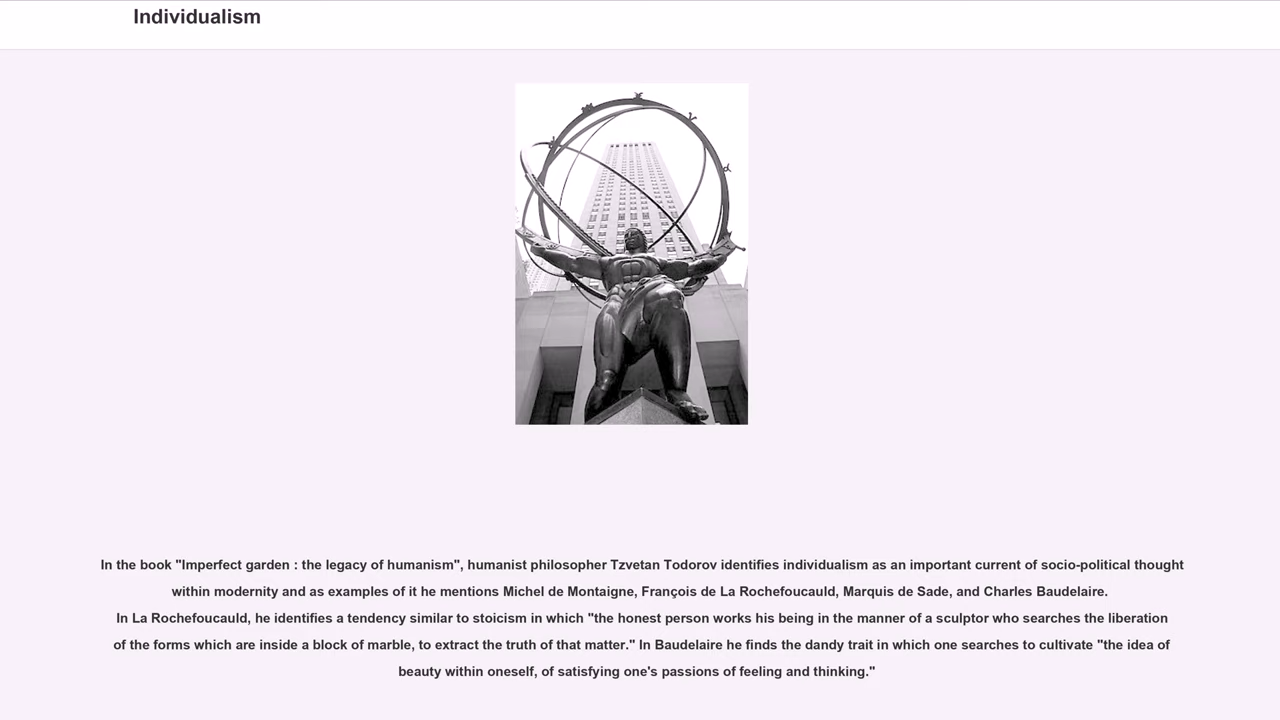 Individualism
In the book "Imperfect garden : the legacy of humanism", humanist philosopher Tzvetan Todorov identifies individualism as an important current of socio-political thought
within modernity and as examples of it he mentions Michel de Montaigne, François de La Rochefoucauld, Marquis de Sade, and Charles Baudelaire.
In La Rochefoucauld, he identifies a tendency similar to stoicism in which "the honest person works his being in the manner of a sculptor who searches the liberation
of the forms which are inside a block of marble, to extract the truth of that matter." In Baudelaire he finds the dandy trait in which one searches to cultivate "the idea of
beauty within oneself, of satisfying one's passions of feeling and thinking."